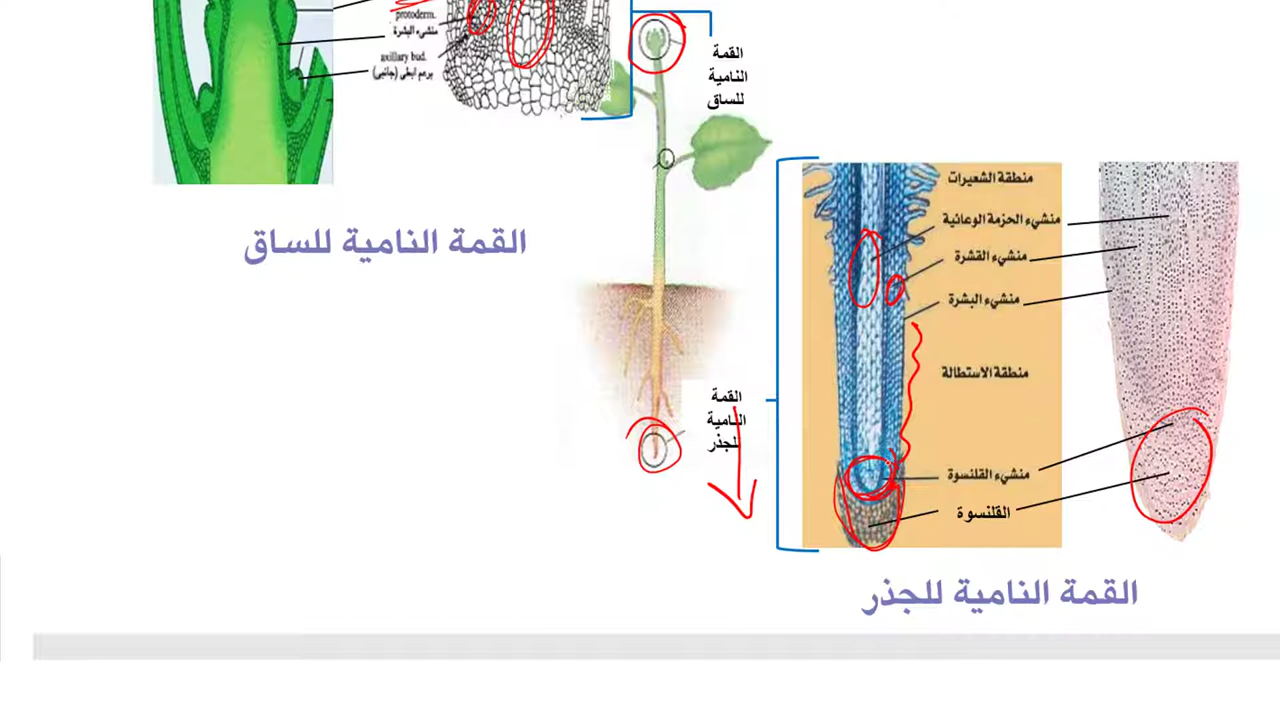 protoderm.
منشيء البشرة
axillary bud.
برعم ابطي (جانبي)
القمة
النامية
للساق
القمة النامية للساق
منطقة الشعيرات
منشيء الحزمة الوعائية
منشيء القشرة
منشيء البشرة
منطقة الاستطالة
القمة
النامية
للجذر
منشيء القلنسوة
القلنسوة
القمة النامية للجذر